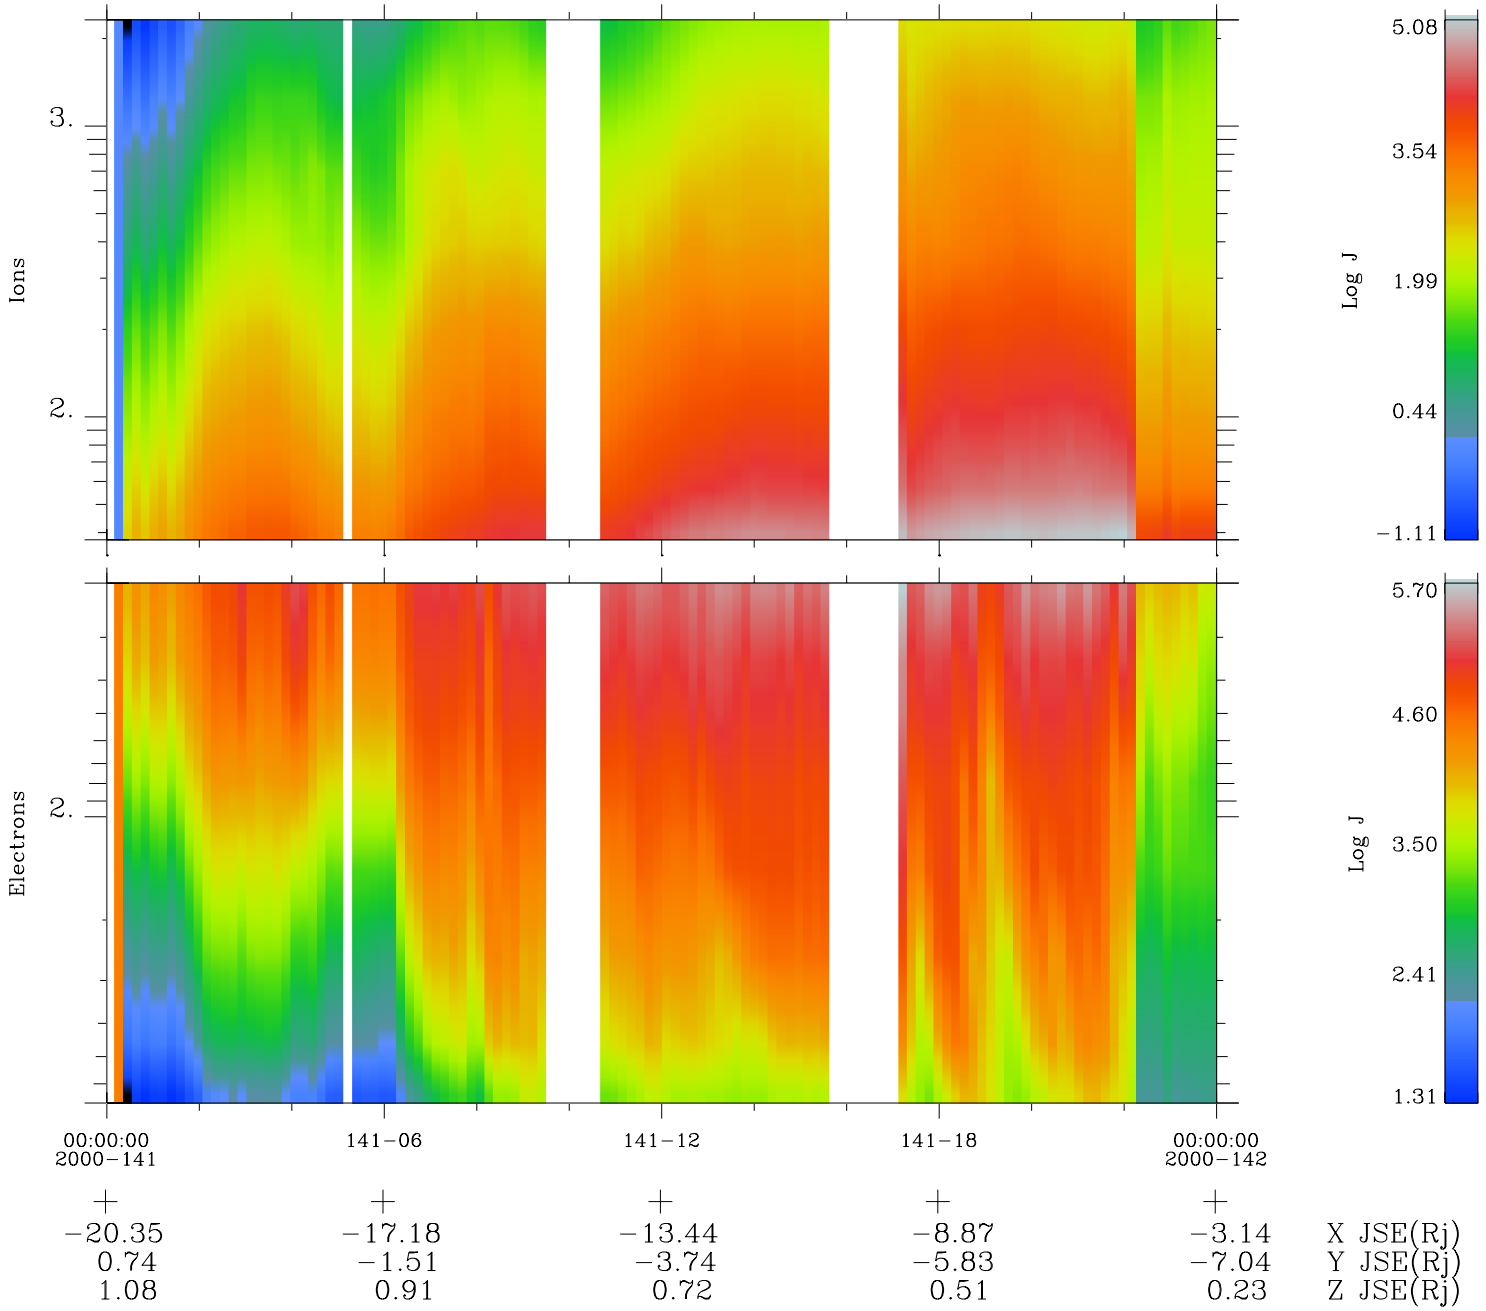 5.08
3.
3.54
Ions
Log J
1.99
2.
0.44
-1.11
5.70
4.60
Electrons
2.
Log J
3.50
2.41
1.31
00:00:00 141-06 141-12 141-18 00:00:00
2000-141 2000-142
-20.35 -17.18 -13.44 -8.87 -3.14 X JSE(Rj)
0.74 -1.51 -3.74 -5.83 -7.04 Y JSE(Rj)
1.08 0.91 0.72 0.51 0.23 Z JSE(Rj)